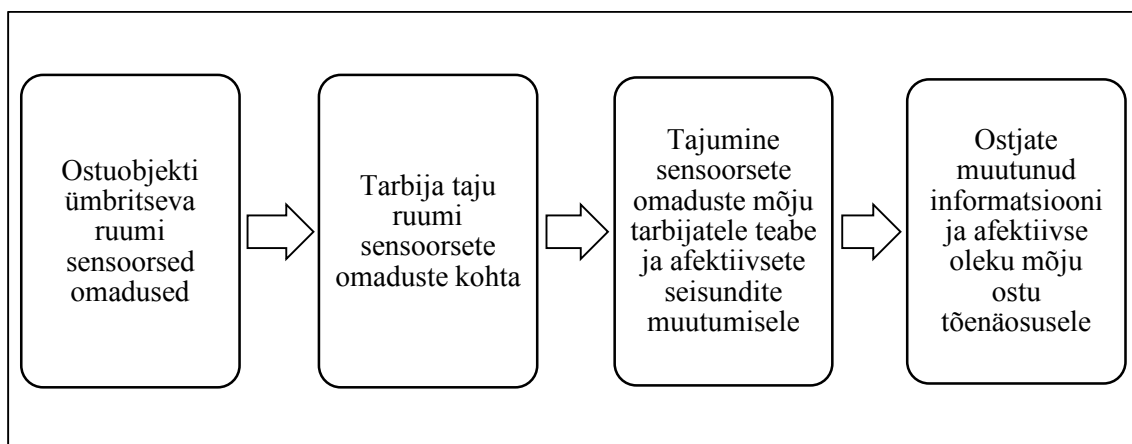 Ostuobjekti
ümbritseva
ruumi
sensoorsed
omadused
Tarbija taju
ruumi
sensoorsete
omaduste kohta
Tajumine
sensoorsete
omaduste mõju
tarbijatele teabe
ja afektiivsete
seisundite
muutumisele
Ostjate
muutunud
informatsiooni
ja afektiivse
oleku mõju
ostu
tõenäosusele